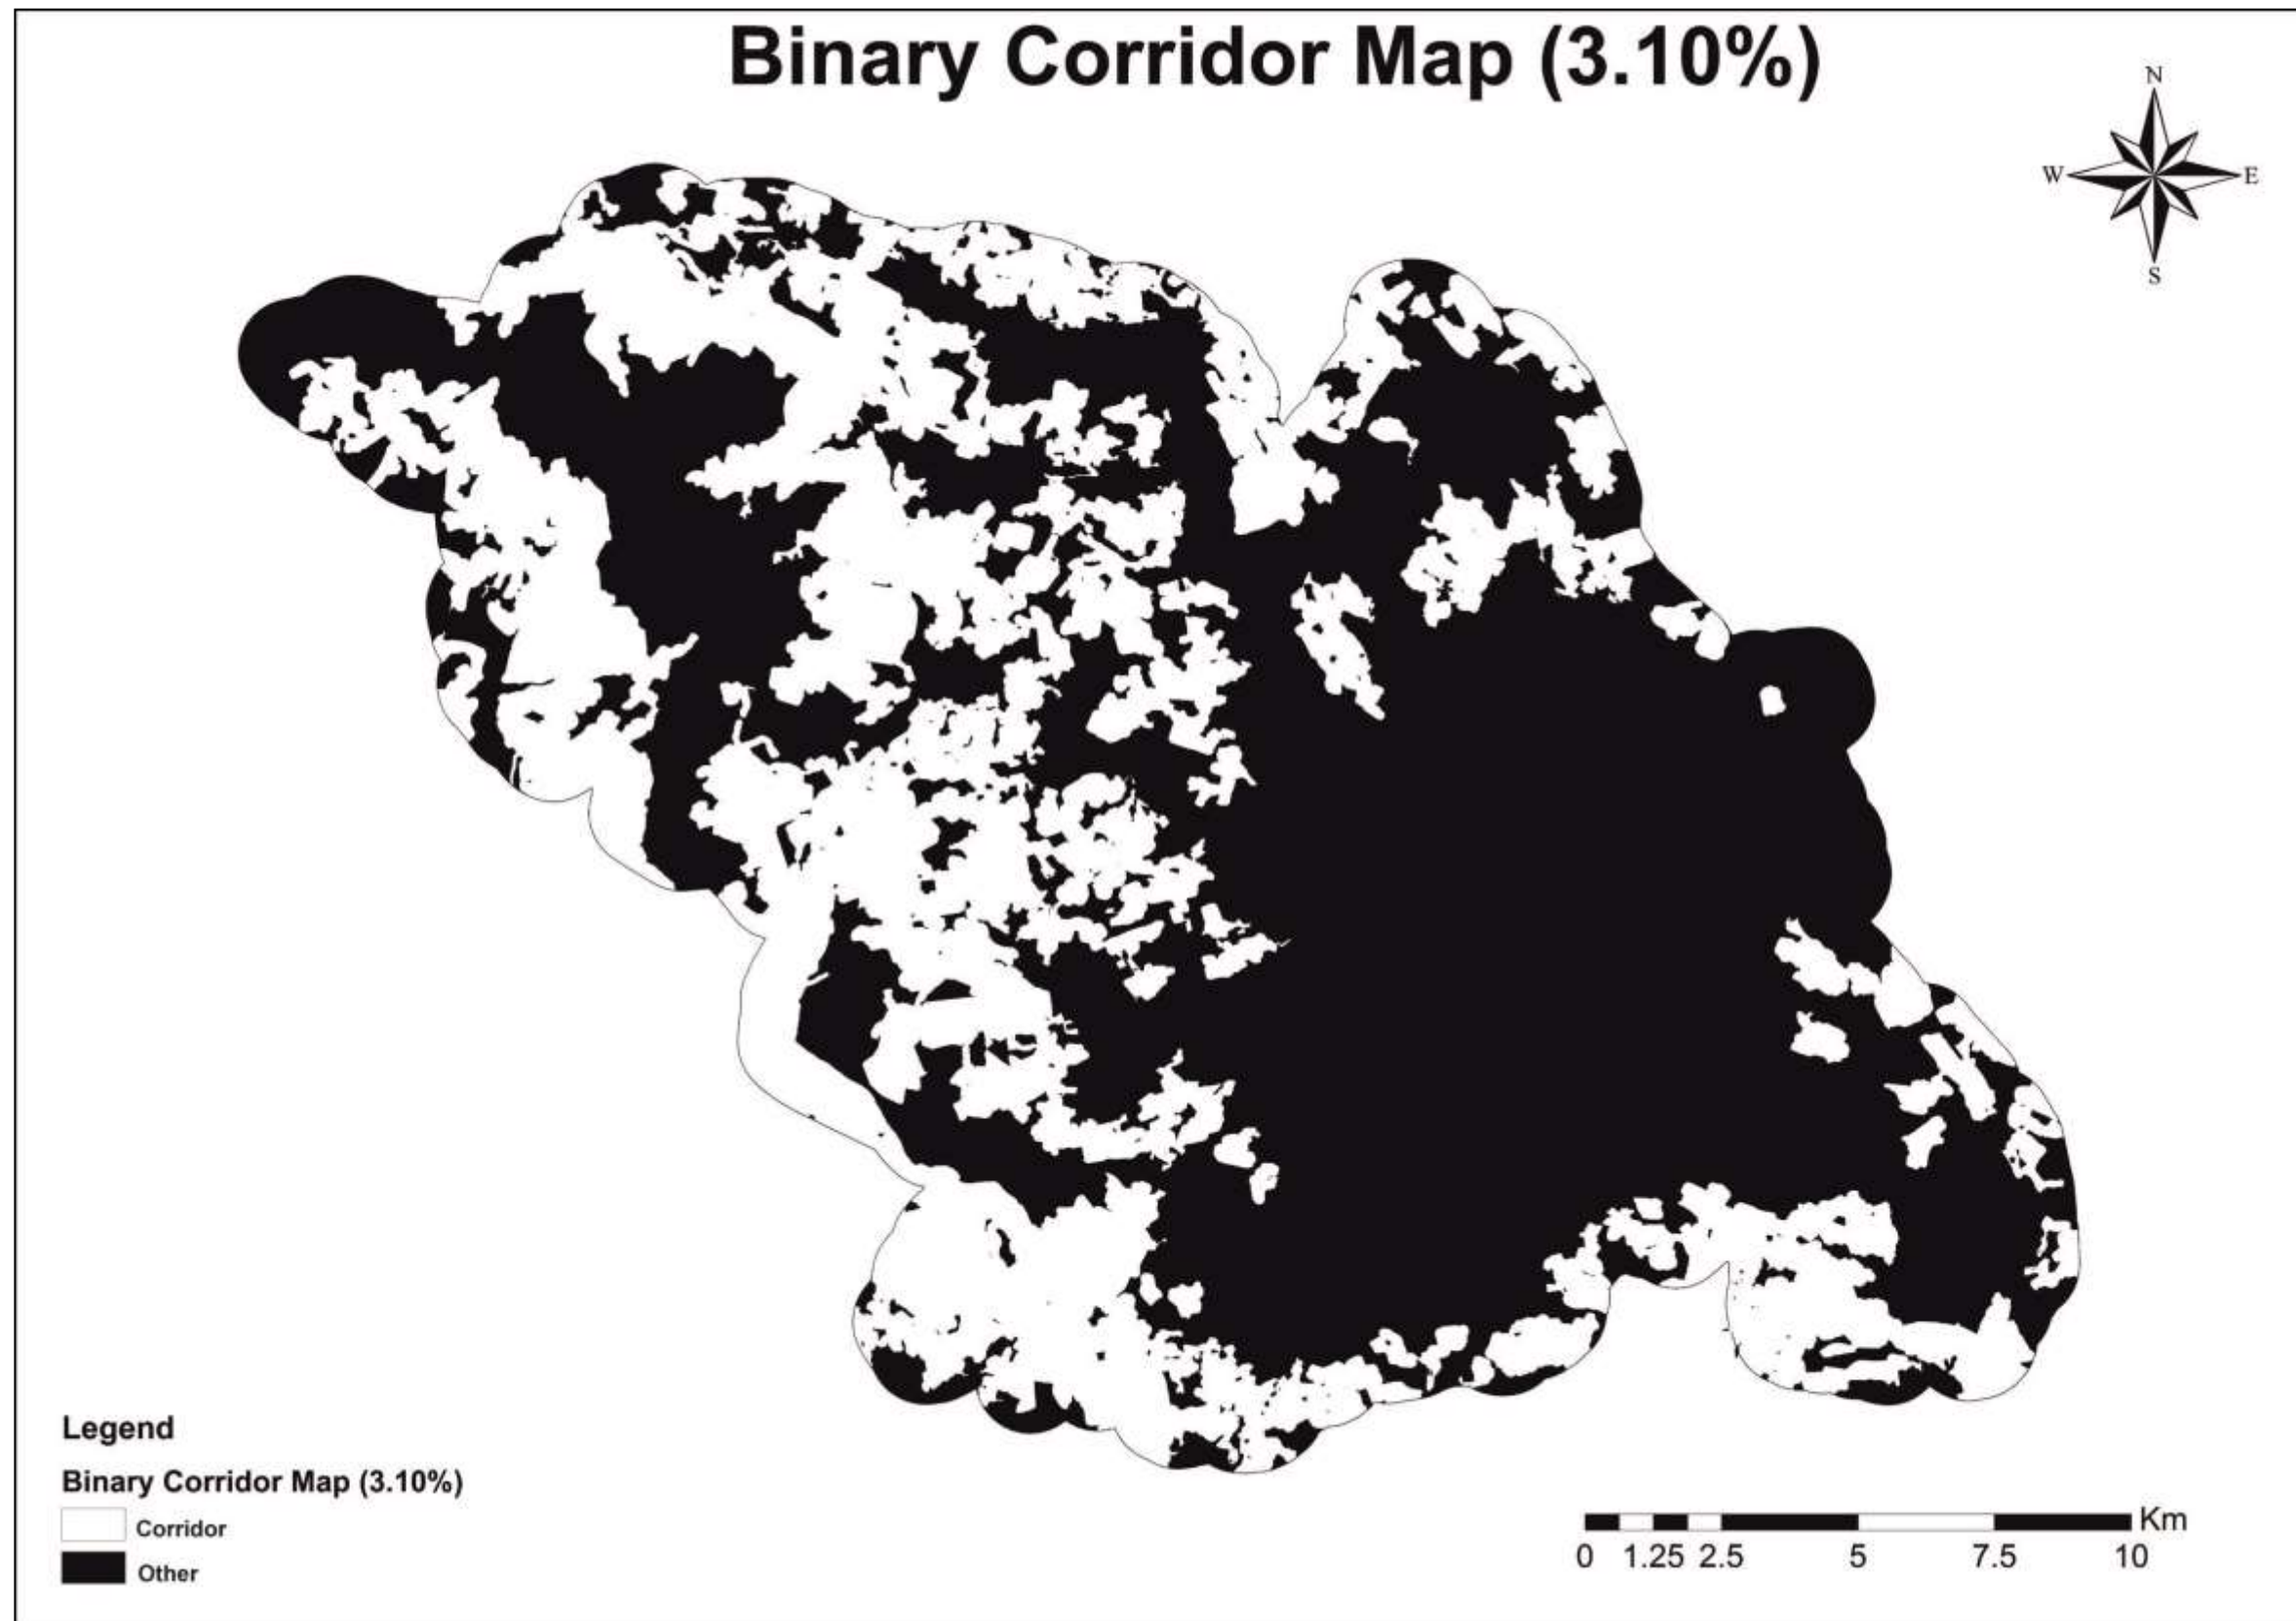 Binary Corridor Map (3.10%)
N
W E
S
Legend
Binary Corridor Map (3.10%)
Corridor
Other
Km
0 1.25 2.5 5 7.5 10